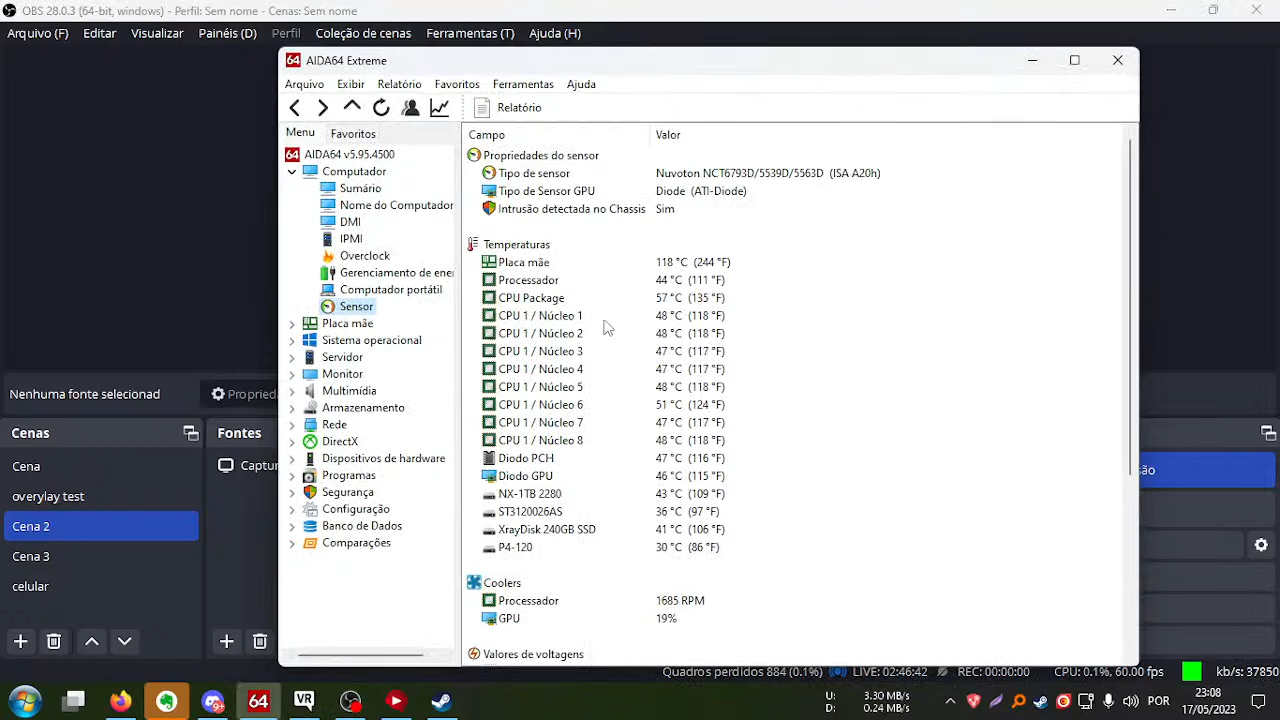 OBS 28.0.3 (64-bit, windows) - Perfil: Sem nome - Cenas: Sem nome
Arquivo (F) Editar Visualizar Painéis (D) Perfil Coleção de cenas Ferramentas (T) Ajuda (H)
64 AIDA64 Extreme
Arquivo Exibir Relatório Favoritos Ferramentas Ajuda
Relatório
Menu Favoritos
64 AIDA64 v5.95.4500
Computador
Sumário
Nome do Computador
DMI
IPMI
Overclock
Gerenciamento de ener
Computador portátil
Sensor
Placa mãe
Sistema operacional
Servidor
Monitor
Multimídia
Armazenamento
Rede
DirectX
Dispositivos de hardware
Programas
Segurança
Configuração
Banco de Dados
Comparações
Campo Valor
Propriedades do sensor
Tipo de sensor Nuvoton NCT6793D/5539D/5563D (ISA A20h)
Tipo de Sensor GPU Diode (ATI-Diode)
Intrusão detectada no Chassis Sim
Temperaturas
Placa mãe 118 °C (244 °F)
Processador 44 °C (111 °F)
CPU Package 57 °C (135 °F)
CPU 1 / Núcleo 1 48 °C (118 °F)
CPU 1 / Núcleo 2 48 °C (118 °F)
CPU 1 / Núcleo 3 47 °C (117 °F)
CPU 1 / Núcleo 4 47 °C (117 °F)
CPU 1 / Núcleo 5 48 °C (118 °F)
CPU 1 / Núcleo 6 51 °C (124 °F)
CPU 1 / Núcleo 7 47 °C (117 °F)
CPU 1 / Núcleo 8 48 °C (118 °F)
Diodo PCH 47 °C (116 °F)
Diodo GPU 46 °C (115 °F)
NX-1TB 2280 43 °C (109 °F)
ST3120026AS 36 °C (97 °F)
XrayDisk 240GB SSD 41 °C (106 °F)
P4-120 30 °C (86 °F)
Coolers
Processador 1685 RPM
GPU 19%
Valores de voltagens
Nenhuma fonte selecionad Propried
Cenas Fontes
Cena Captur
overylay test
Cena 2
Cena 3
celular
ão
Quadros perdidos 884 (0.1%) LIVE: 02:46:42 REC: 00:00:00 CPU: 0.1%, 60.00 fps kb/s: 37850
64 VR
U: 3.30 MB/s
D: 0.24 MB/s
POR
23:08
17/05/2023